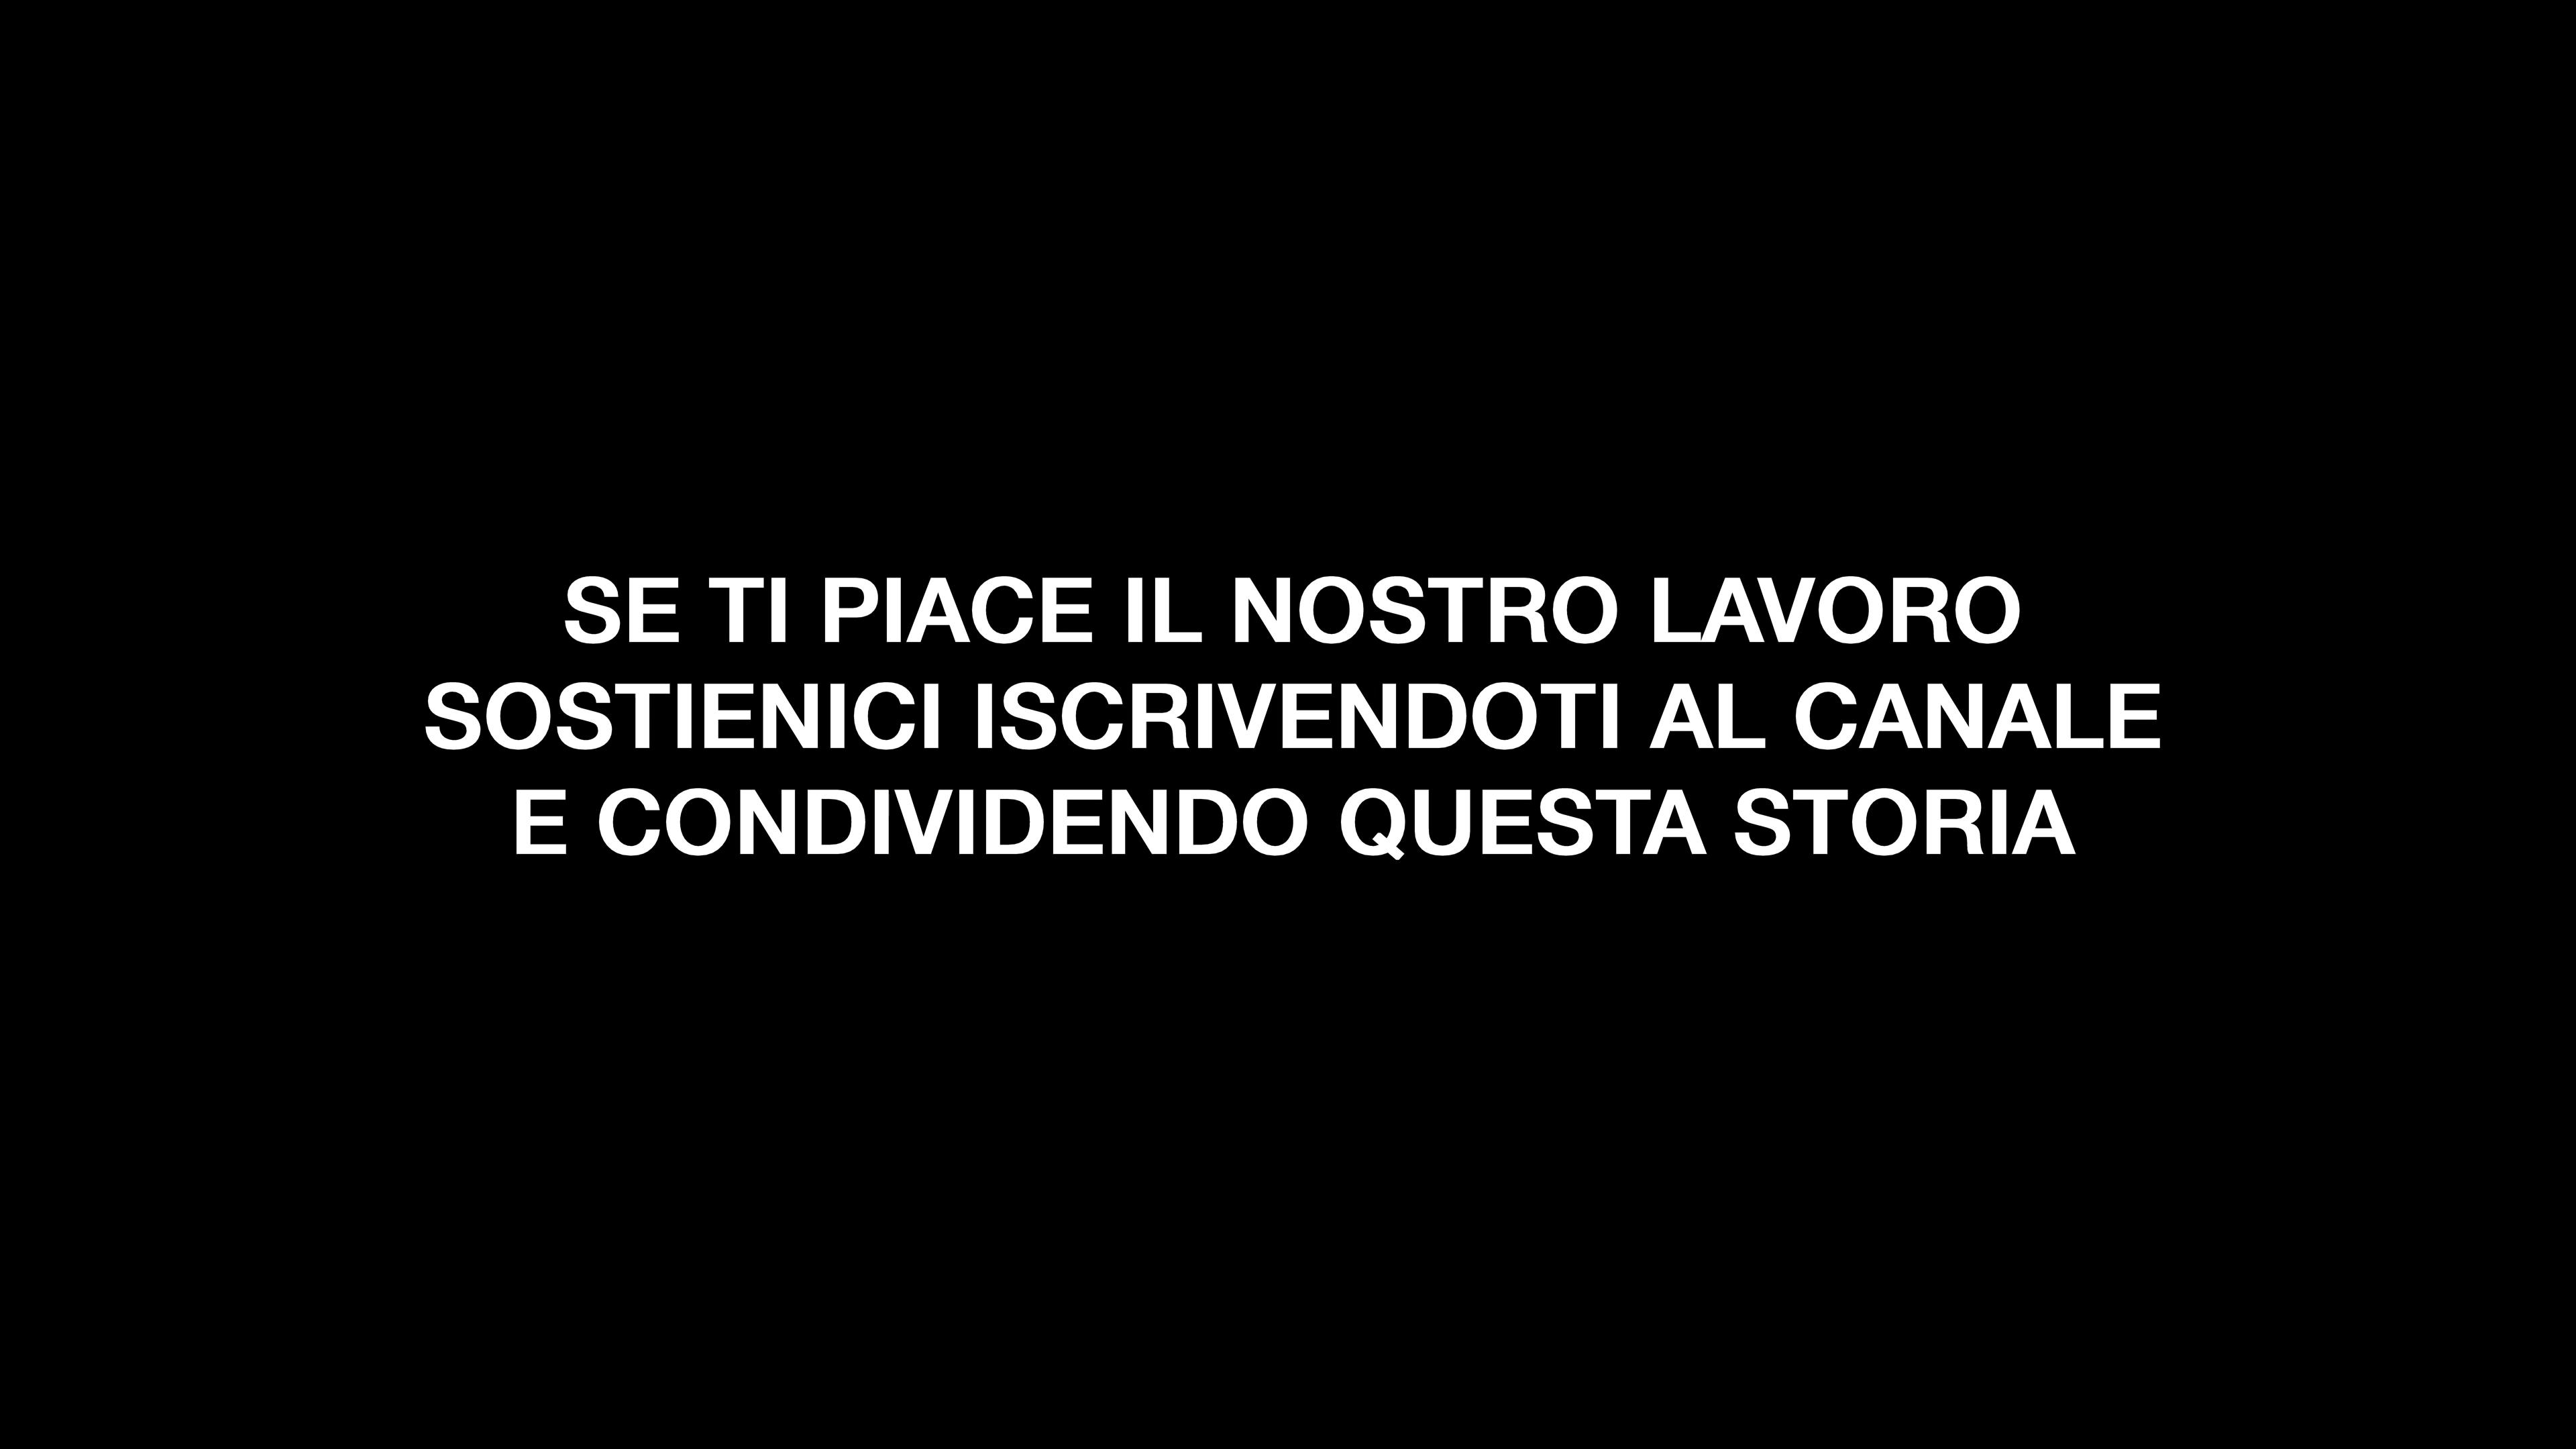 SE TI PIACE IL NOSTRO LAVORO
SOSTIENICI ISCRIVENDOTI AL CANALE
E CONDIVIDENDO QUESTA STORIA